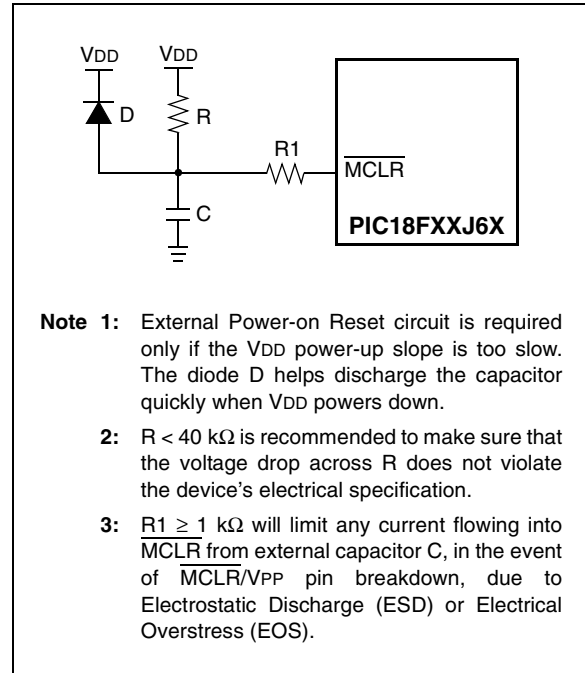 VDD VDD
D
R
R1
MCLR
C
PIC18FXXJ6X
Note 1: External Power-on Reset circuit is required
only if the VDD power-up slope is too slow.
The diode D helps discharge the capacitor
quickly when VDD powers down.
2: R < 40 kΩ is recommended to make sure that
the voltage drop across R does not violate
the device's electrical specification.
3: R1 ≥ 1 kΩ will limit any current flowing into
MCLR from external capacitor C, in the event
of MCLR/VPP pin breakdown, due to
Electrostatic Discharge (ESD) or Electrical
Overstress (EOS).